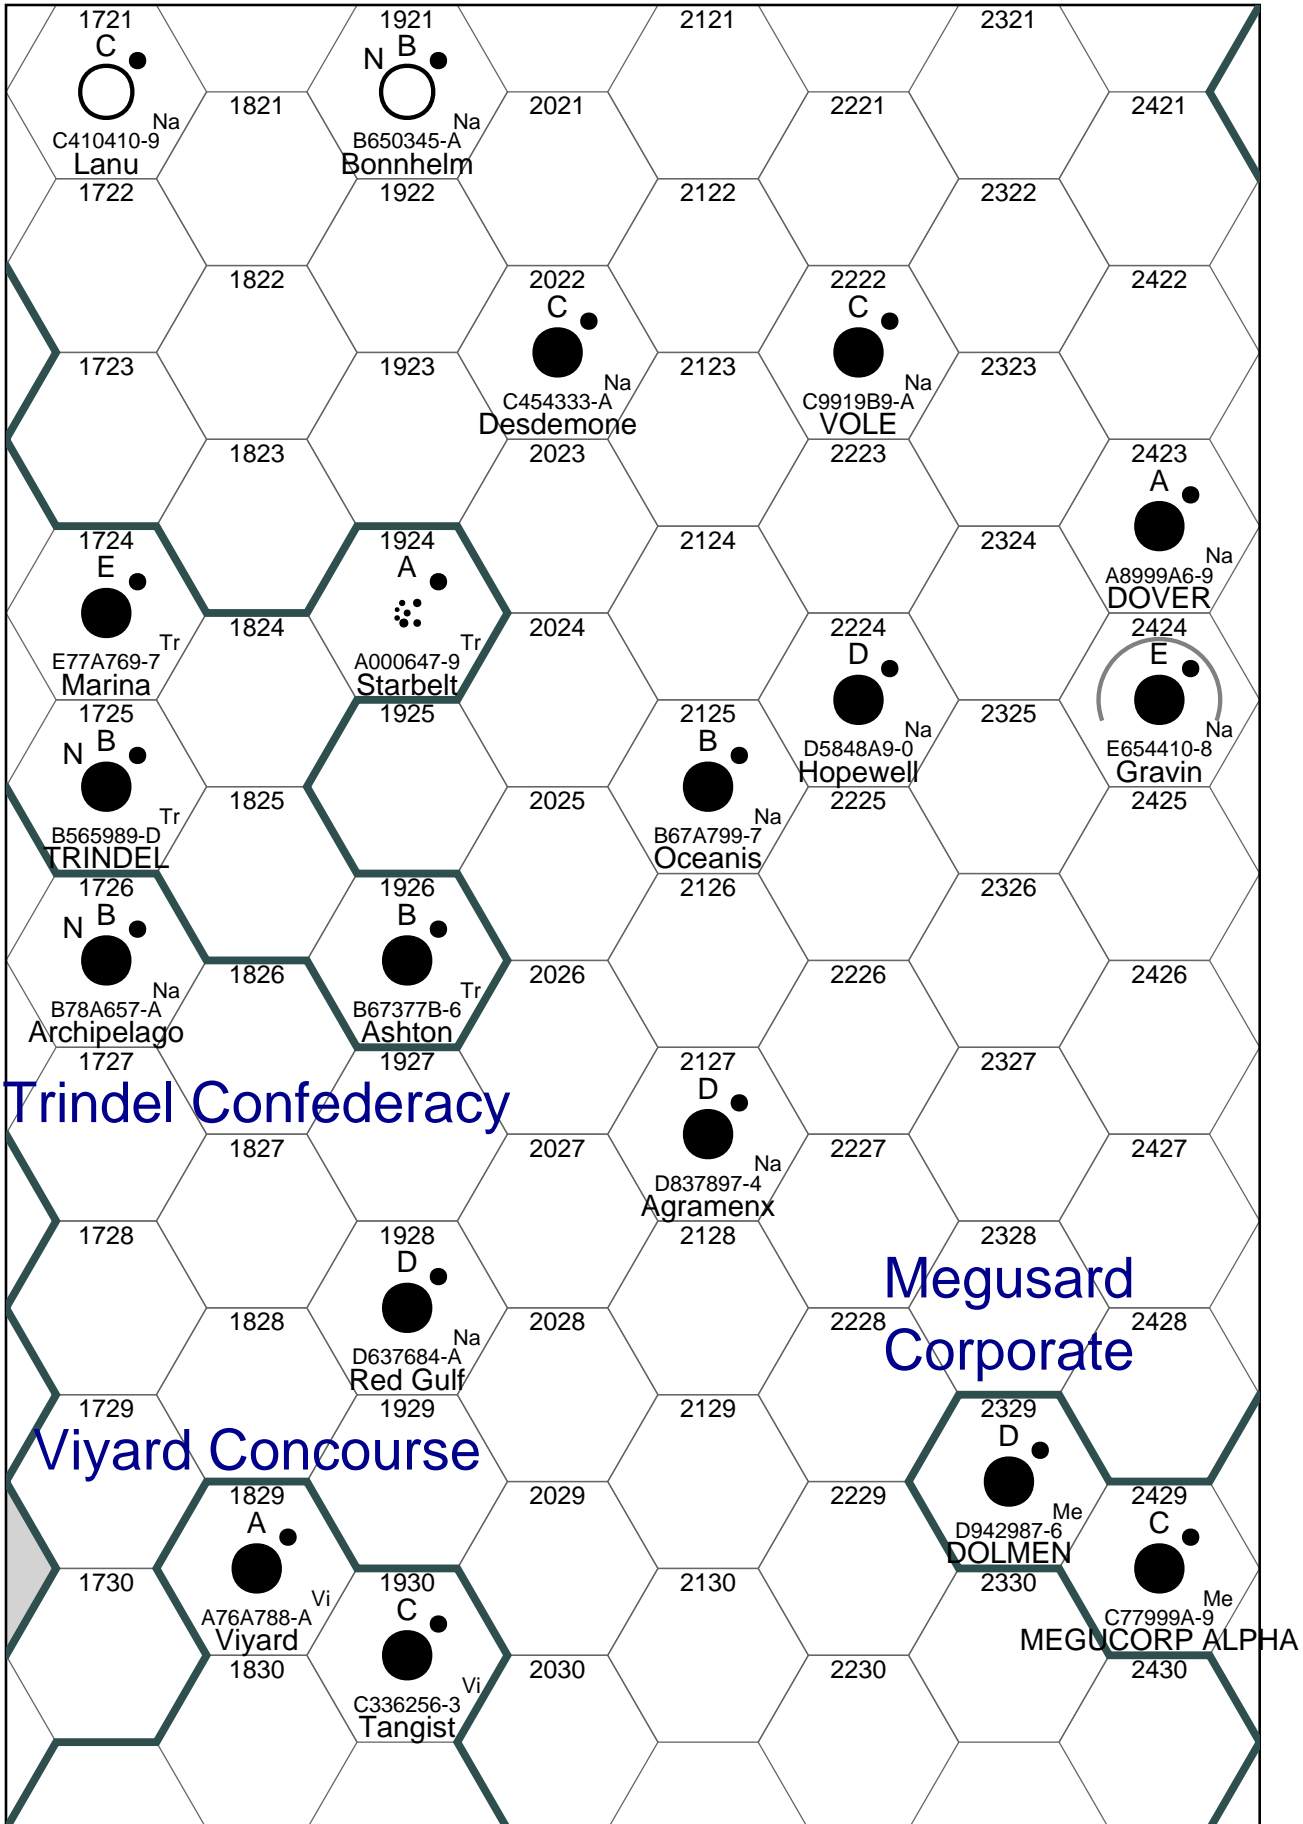 1721 1921 2121 2321
C N B
1821 2021 2221 2421
Na Na
C410410-9 B650345-A
Lanu Bonnhelm
1722 1922 2122 2322
1822 2022 2222 2422
C C
1723 1923 2123 2323
Na Na
C454333-A C9919B9-A
Desdemone VOLE
1823 2023 2223 2423
A
1724 1924 2124 2324
E A
Na
A8999A6-9
DOVER
1824 2024 2224 2424
Tr Tr D E
E77A769-7 A000647-9
Marina Starbelt
1725 1925 2125 2325
N B B Na Na
D5848A9-0 E654410-8
Hopewell Gravin
1825 2025 2225 2425
Tr Na
B565989-D B67A799-7
TRINDEL Oceanis
1726 1926 2126 2326
N B B
1826 2026 2226 2426
Na Tr
B78A657-A B67377B-6
Archipelago Ashton
1727 1927 2127 2327
D
Trindel Confederacy
1827 2027 2227 2427
Na
D837897-4
Agramenx
1728 1928 2128 2328
D
Megusard
1828 2028 2228 2428
Na
Corporate
D637684-A
Red Gulf
1729 1929 2129 2329
D
Viyard Concourse
1829 2029 2229 2429
A Me C
D942987-6
DOLMEN
1730 1930 2130 2330
Vi C Me
A76A788-A C77999A-9
Viyard MEGUCORP ALPHA
1830 2030 2230 2430
Vi
C336256-3
Tangist